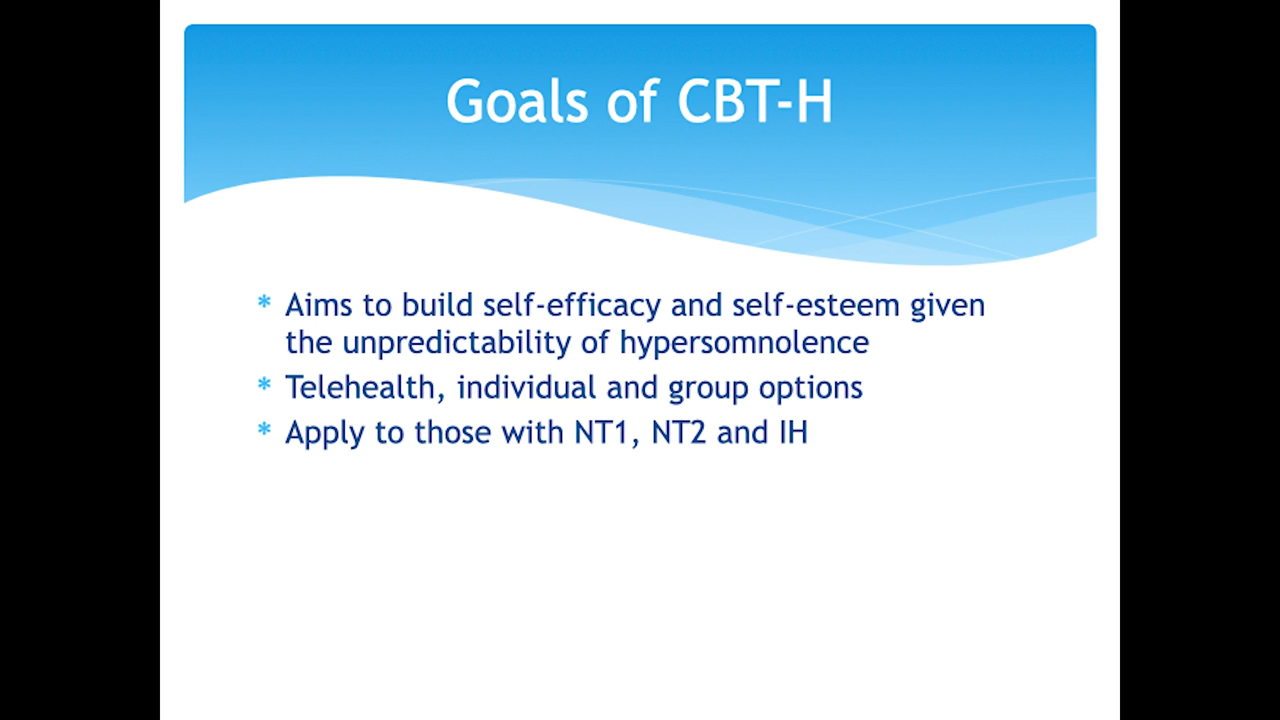 Goals of CBT-H
* Aims to build self-efficacy and self-esteem given
the unpredictability of hypersomnolence
* Telehealth, individual and group options
* Apply to those with NT1, NT2 and IH